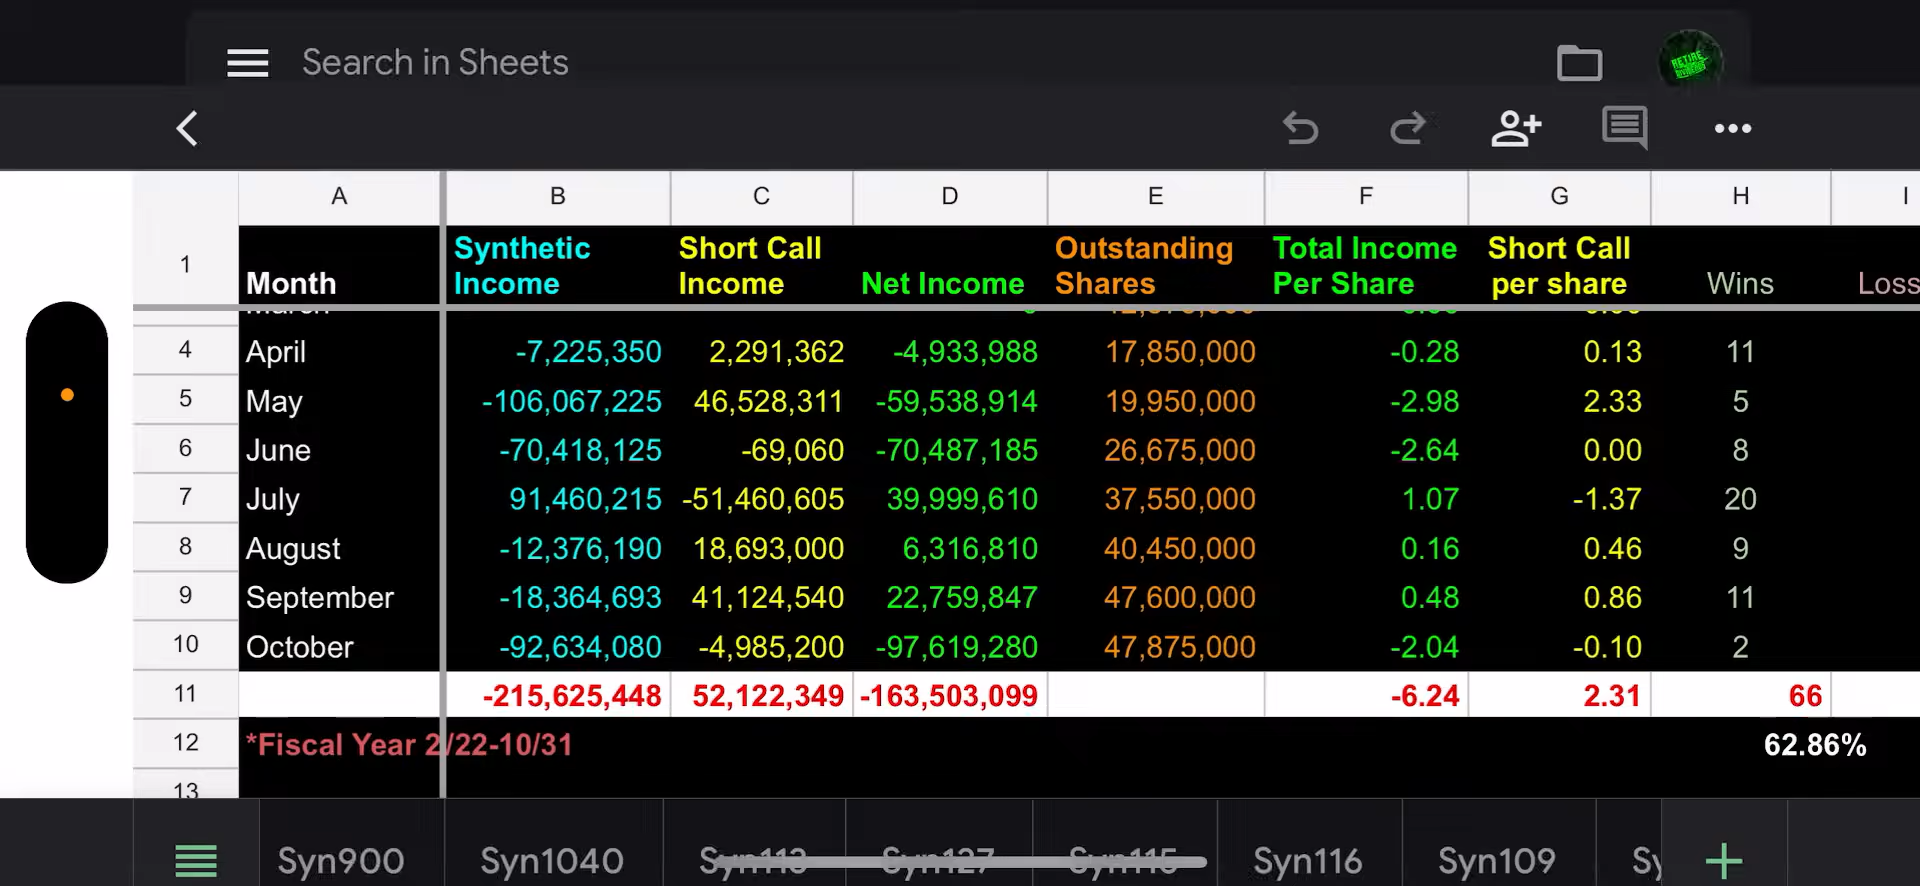 Search in Sheets
RETIRE
A B C D E F G H I
1 Month Synthetic Income Short Call Income Net Income Outstanding Shares Total Income Per Share Short Call per share Wins Loss
4 April -7,225,350 2,291,362 -4,933,988 17,850,000 -0.28 0.13 11
5 May -106,067,225 46,528,311 -59,538,914 19,950,000 -2.98 2.33 5
6 June -70,418,125 -69,060 -70,487,185 26,675,000 -2.64 0.00 8
7 July 91,460,215 -51,460,605 39,999,610 37,550,000 1.07 -1.37 20
8 August -12,376,190 18,693,000 6,316,810 40,450,000 0.16 0.46 9
9 September -18,364,693 41,124,540 22,759,847 47,600,000 0.48 0.86 11
10 October -92,634,080 -4,985,200 -97,619,280 47,875,000 -2.04 -0.10 2
11 -215,625,448 52,122,349 -163,503,099 -6.24 2.31 66
12 *Fiscal Year 2/22-10/31 62.86%
13
Syn900 Syn1040 Syn113 Syn127 Syn115 Syn116 Syn109